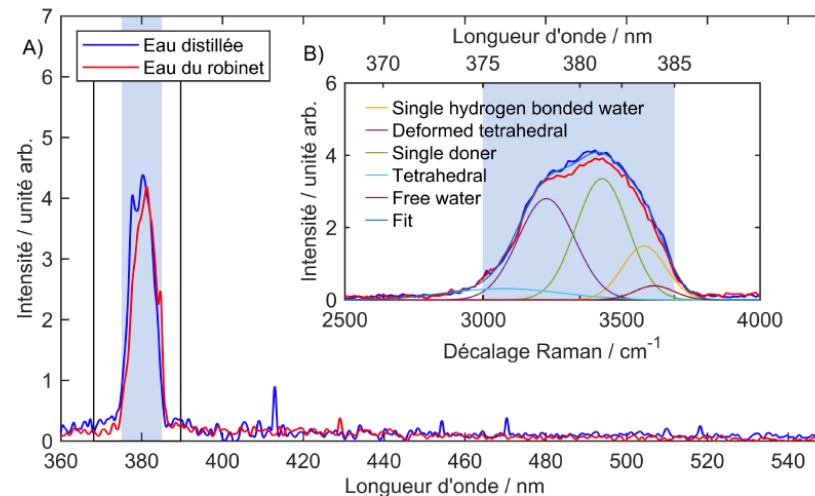 A)
Eau distillée
Eau du robinet
Intensité / unité arb.
7
6
5
4
3
2
1
0
360 380 400 420 440 460 480 500 520 540
Longueur d'onde / nm
B)
Longueur d'onde / nm
370 375 380 385
Single hydrogen bonded water
Deformed tetrahedral
Single doner
Tetrahedral
Free water
Fit
Intensité / unité arb.
6
4
2
0
2500 3000 3500 4000
Décalage Raman / cm⁻¹